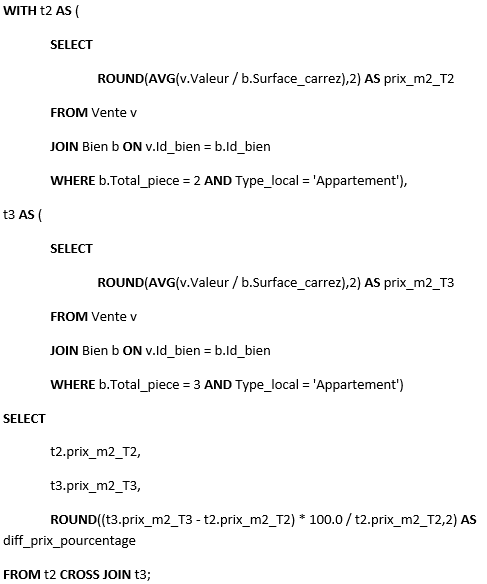 WITH t2 AS (
SELECT
ROUND(AVG(v.Valeur / b.Surface_carrez),2) AS prix_m2_T2
FROM Vente v
JOIN Bien b ON v.Id_bien = b.Id_bien
WHERE b.Total_piece = 2 AND Type_local = 'Appartement'),
t3 AS (
SELECT
ROUND(AVG(v.Valeur / b.Surface_carrez),2) AS prix_m2_T3
FROM Vente v
JOIN Bien b ON v.Id_bien = b.Id_bien
WHERE b.Total_piece = 3 AND Type_local = 'Appartement')
SELECT
t2.prix_m2_T2,
t3.prix_m2_T3,
ROUND((t3.prix_m2_T3 - t2.prix_m2_T2) * 100.0 / t2.prix_m2_T2,2) AS
diff_prix_pourcentage
FROM t2 CROSS JOIN t3;